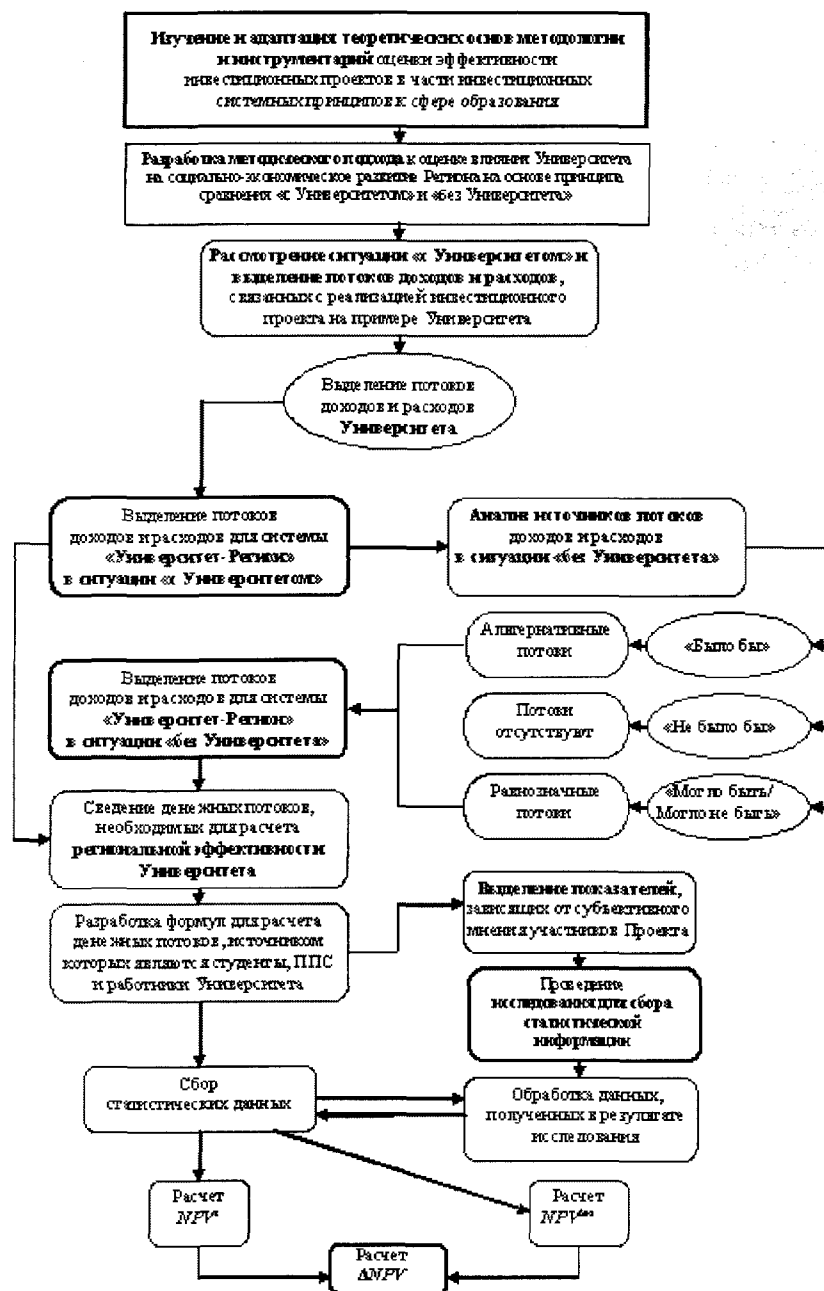 Изучение и адаптация теоретических основ методологии
и инструментарий оценки эффективности
инвестиционных проектов в части инвестиционных
системных принципов к сфере образования
Разработка методического подхода к оценке влияния Университета
на социально-экономическое развитие Региона на основе принципа
сравнения «с Университетом» и «без Университета»
Рассмотрение ситуации «с Университетом» и
выделение потоков доходов и расходов,
связанных с реализацией инвестиционного
проекта на примере Университета
Выделение потоков
доходов и расходов
Университета
Выделение потоков
доходов и расходов для системы
«Университет-Регион»
в ситуации «с Университетом»
Анализ источников потоков
доходов и расходов
в ситуации «без Университета»
Альтернативные
потоки
«Было бы»
Выделение потоков
доходов и расходов для системы
«Университет-Регион»
в ситуации «без Университета»
Потоки
отсутствуют
«Не было бы»
Равнозначные
потоки
«Могло быть/
Могло не быть»
Сведение денежных потоков,
необходимых для расчета
региональной эффективности
Университета
Разработка формул для расчета
денежных потоков, источником
которых являются студенты, ППС
и работники Университета
Выделение показателей,
зависящих от субъективного
мнения участников Проекта
Проведение
исследования для сбора
статистической
информации
Сбор
статистических данных
Обработка данных,
полученных в результате
исследования
Расчет
NPVˢ
Расчет
Расчет
ΔNPV